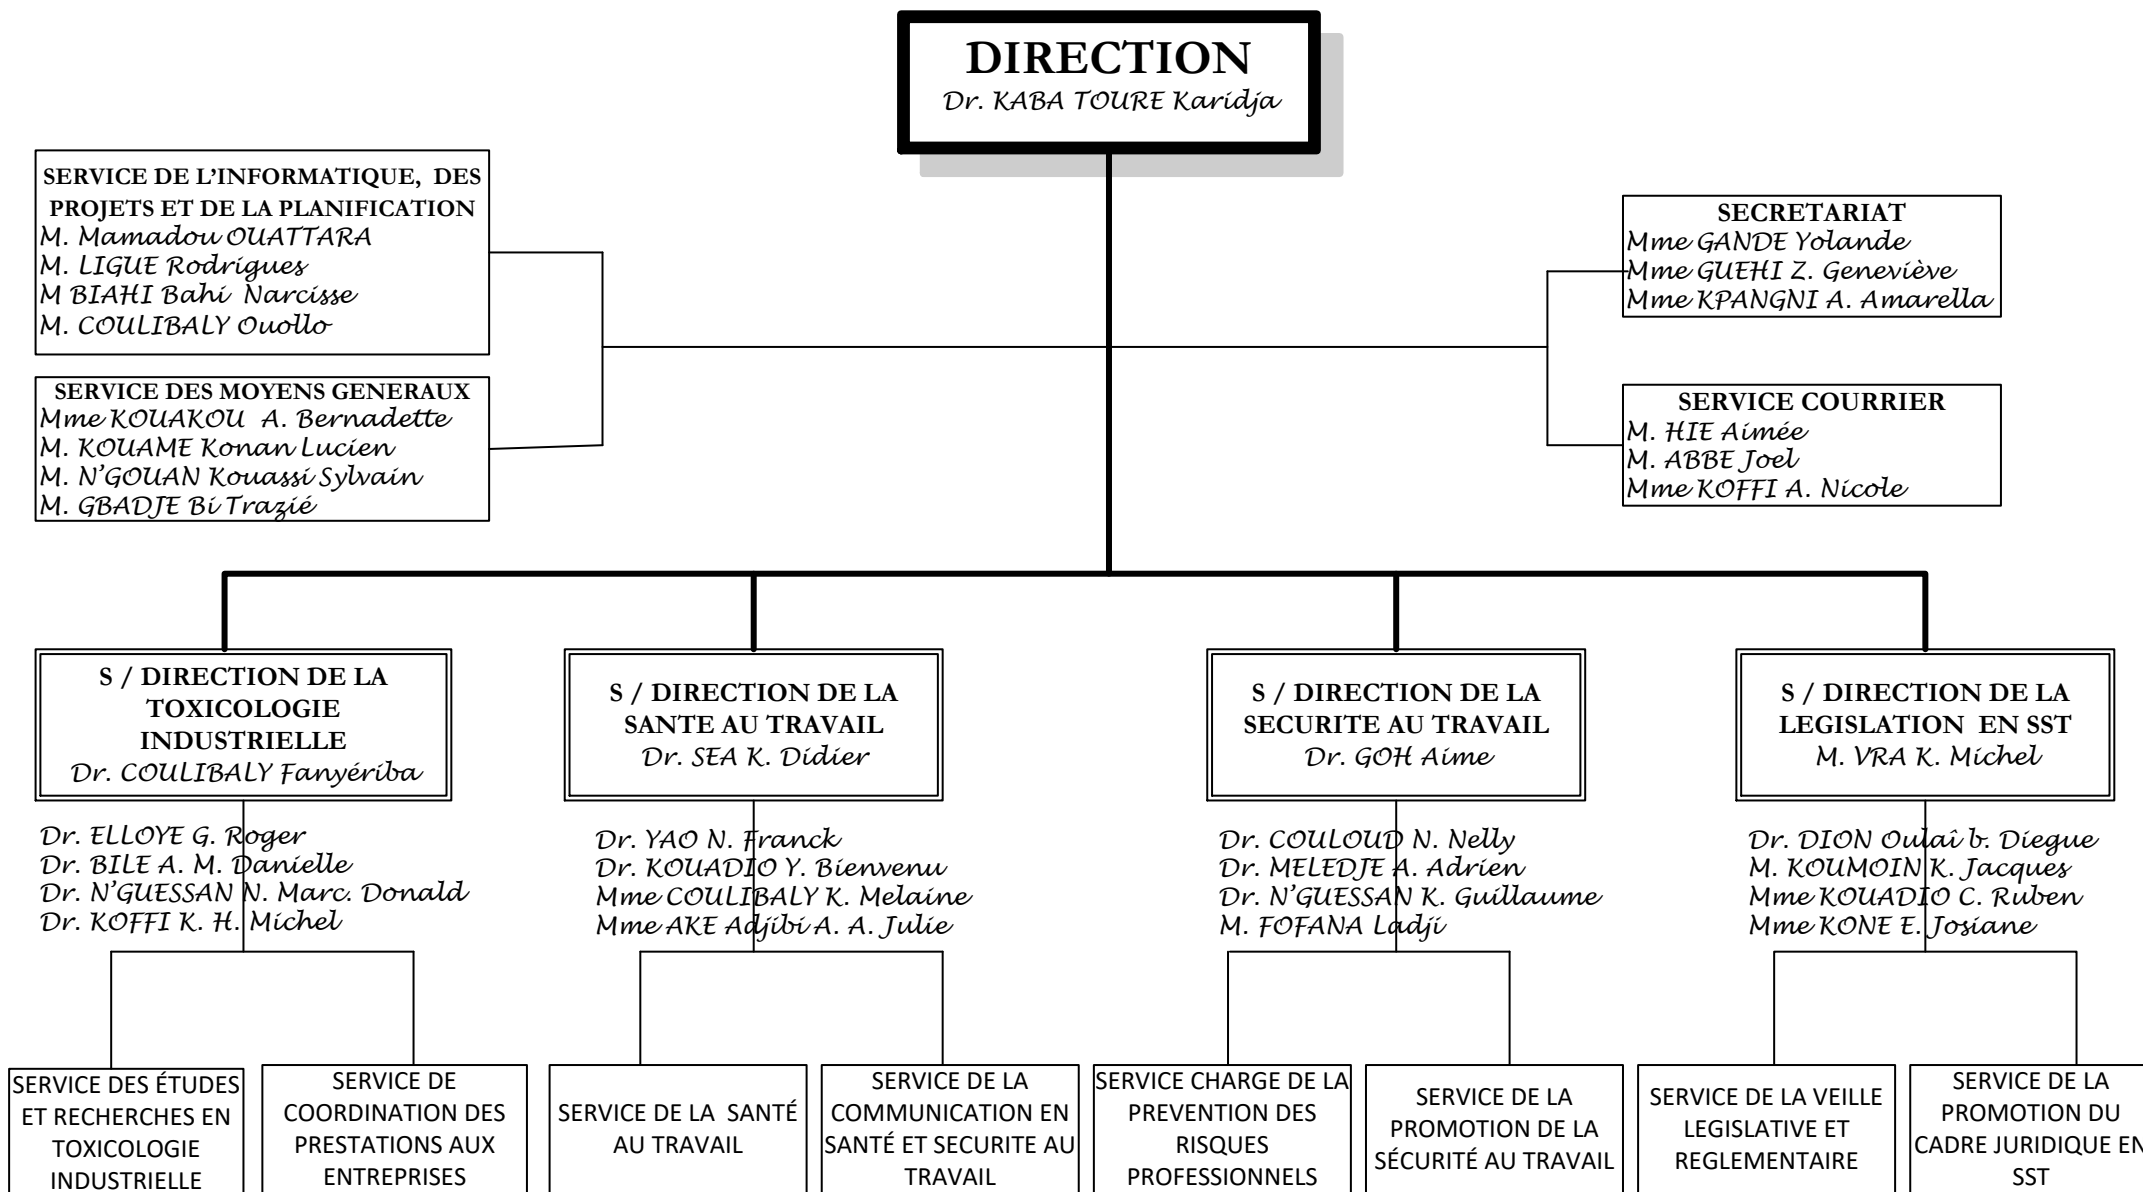 DIRECTION
Dr. KABA TOURE Karidja
SERVICE DE L'INFORMATIQUE, DES
PROJETS ET DE LA PLANIFICATION
M. Mamadou OUATTARA
M. LIGUE Rodrigues
M BIAHI Bahi Narcisse
M. COULIBALY Ouollo
SECRETARIAT
Mme GANDE Yolande
Mme GUEHI Z. Geneviève
Mme KPANGNI A. Amarella
SERVICE DES MOYENS GENERAUX
Mme KOUAKOU A. Bernadette
M. KOUAME Konan Lucien
M. N'GOUAN Kouassi Sylvain
M. GBADJE Bi Trazié
SERVICE COURRIER
M. HIE Aimée
M. ABBE Joel
Mme KOFFI A. Nicole
S / DIRECTION DE LA
TOXICOLOGIE
INDUSTRIELLE
Dr. COULIBALY Fanyériba
S / DIRECTION DE LA
SANTE AU TRAVAIL
Dr. SEA K. Didier
S / DIRECTION DE LA
SECURITE AU TRAVAIL
Dr. GOH Aime
S / DIRECTION DE LA
LEGISLATION EN SST
M. VRA K. Michel
Dr. ELLOYE G. Roger
Dr. BILE A. M. Danielle
Dr. N'GUESSAN N. Marc. Donald
Dr. KOFFI K. H. Michel
Dr. YAO N. Franck
Dr. KOUADIO Y. Bienvenu
Mme COULIBALY K. Melaine
Mme AKE Adjibi A. A. Julie
Dr. COULOUD N. Nelly
Dr. MELEDJE A. Adrien
Dr. N'GUESSAN K. Guillaume
M. FOFANA Ladji
Dr. DION Oulaî b. Diegue
M. KOUMOIN K. Jacques
Mme KOUADIO C. Ruben
Mme KONE E. Josiane
SERVICE DES ÉTUDES
ET RECHERCHES EN
TOXICOLOGIE
INDUSTRIELLE
SERVICE DE
COORDINATION DES
PRESTATIONS AUX
ENTREPRISES
SERVICE DE LA SANTÉ
AU TRAVAIL
SERVICE DE LA
COMMUNICATION EN
SANTÉ ET SECURITE AU
TRAVAIL
SERVICE CHARGE DE LA
PREVENTION DES
RISQUES
PROFESSIONNELS
SERVICE DE LA
PROMOTION DE LA
SÉCURITÉ AU TRAVAIL
SERVICE DE LA VEILLE
LEGISLATIVE ET
REGLEMENTAIRE
SERVICE DE LA
PROMOTION DU
CADRE JURIDIQUE EN
SST